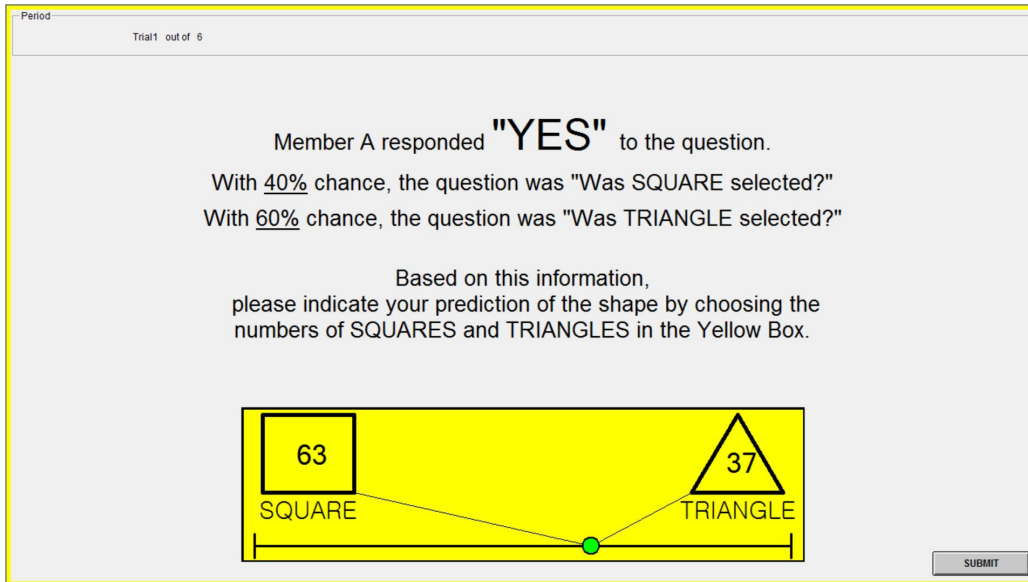 Period
Trial1 out of 6
Member A responded "YES" to the question.
With 40% chance, the question was "Was SQUARE selected?"
With 60% chance, the question was "Was TRIANGLE selected?"
Based on this information,
please indicate your prediction of the shape by choosing the
numbers of SQUARES and TRIANGLES in the Yellow Box.
63 37
SQUARE TRIANGLE
SUBMIT